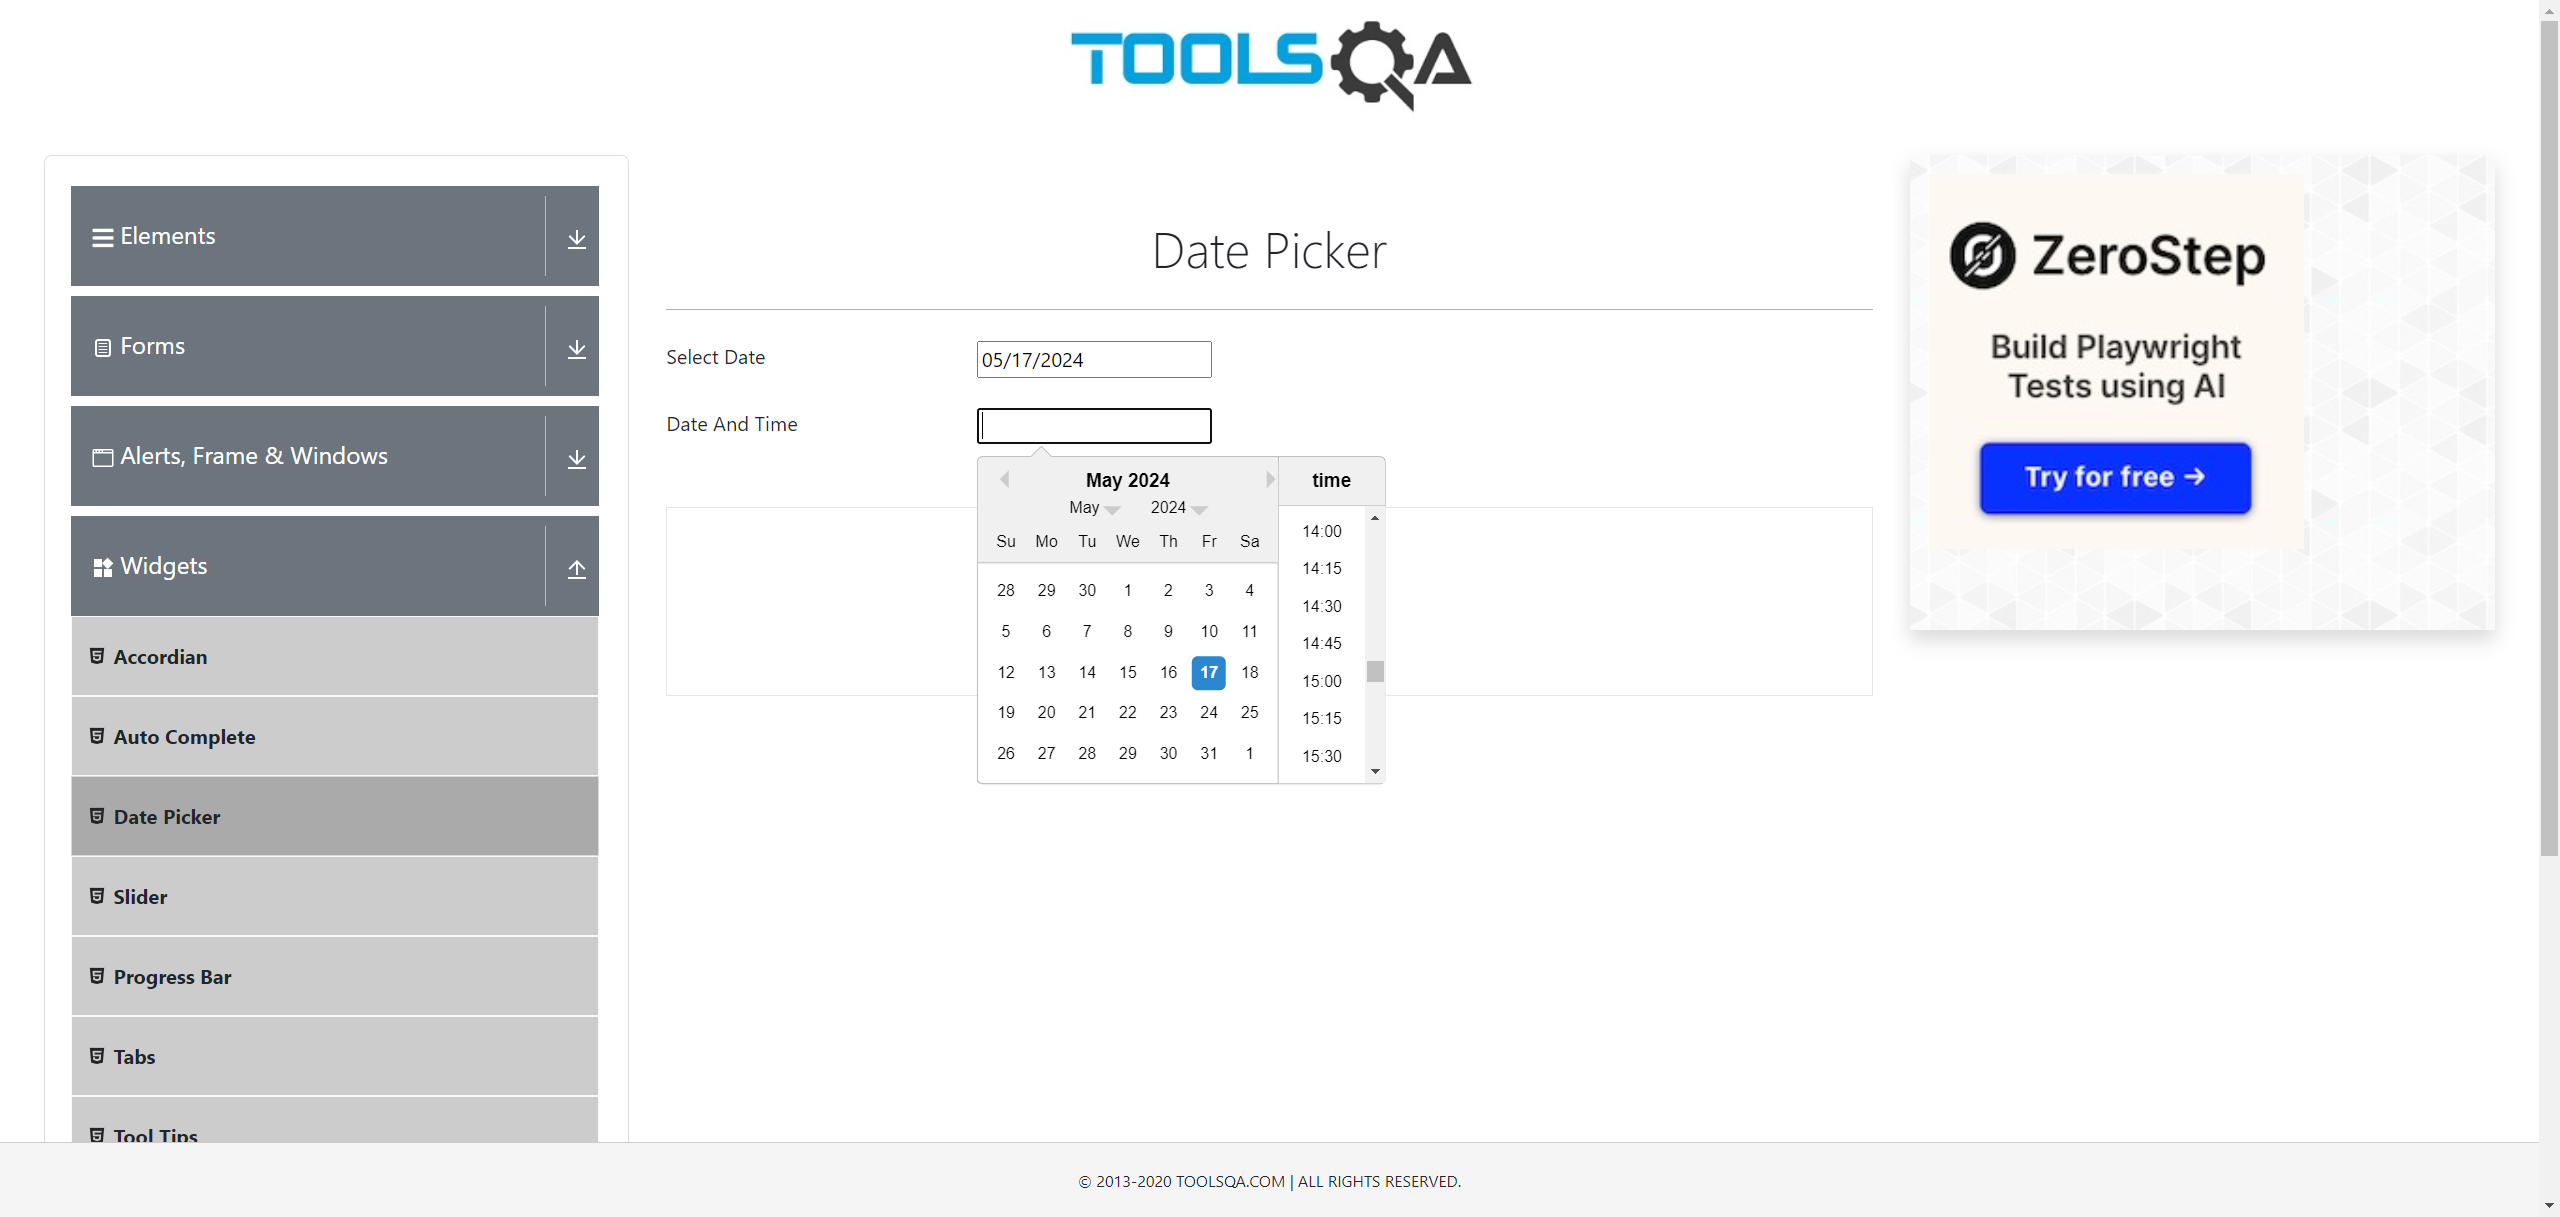 TOOLSQA
Elements
Forms
Alerts, Frame & Windows
Widgets
Accordian
Auto Complete
Date Picker
Slider
Progress Bar
Tabs
Tool Tips
Date Picker
Select Date
05/17/2024
Date And Time
May 2024
May 2024
Su Mo Tu We Th Fr Sa
28 29 30 1 2 3 4
5 6 7 8 9 10 11
12 13 14 15 16 17 18
19 20 21 22 23 24 25
26 27 28 29 30 31 1
time
14:00
14:15
14:30
14:45
15:00
15:15
15:30
ZeroStep
Build Playwright
Tests using AI
Try for free →
© 2013-2020 TOOLSQA.COM | ALL RIGHTS RESERVED.